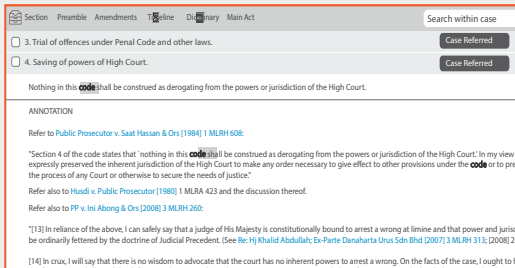 Section Preamble Amendments Timeline Dictionary Main Act Search within case
3. Trial of offences under Penal Code and other laws. Case Referred
4. Saving of powers of High Court. Case Referred
Nothing in this code shall be construed as derogating from the powers or jurisdiction of the High Court.
ANNOTATION
Refer to Public Prosecutor v. Saat Hassan & Ors [1984] 1 MLRH 608:
"Section 4 of the code states that `nothing in this code shall be construed as derogating from the powers or jurisdiction of the High Court.' In my view
expressly preserved the inherent jurisdiction of the High Court to make any order necessary to give effect to other provisions under the code or to pre
the process of any Court or otherwise to secure the needs of justice."
Refer also to Husdi v. Public Prosecutor [1980] 1 MLRA 423 and the discussion thereof.
Refer also to PP v. Ini Abong & Ors [2008] 3 MLRH 260:
"[13] In reliance of the above, I can safely say that a judge of His Majesty is constitutionally bound to arrest a wrong at limine and that power and jurisc
be ordinarily fettered by the doctrine of Judicial Precedent. (See Re: Hj Khalid Abdullah; Ex-Parte Danaharta Urus Sdn Bhd [2007] 3 MLRH 313; [2008] 2
[14] In crux, I will say that there is no wisdom to advocate that the court has no inherent powers to arrest a wrong. On the facts of the case, I ought to h